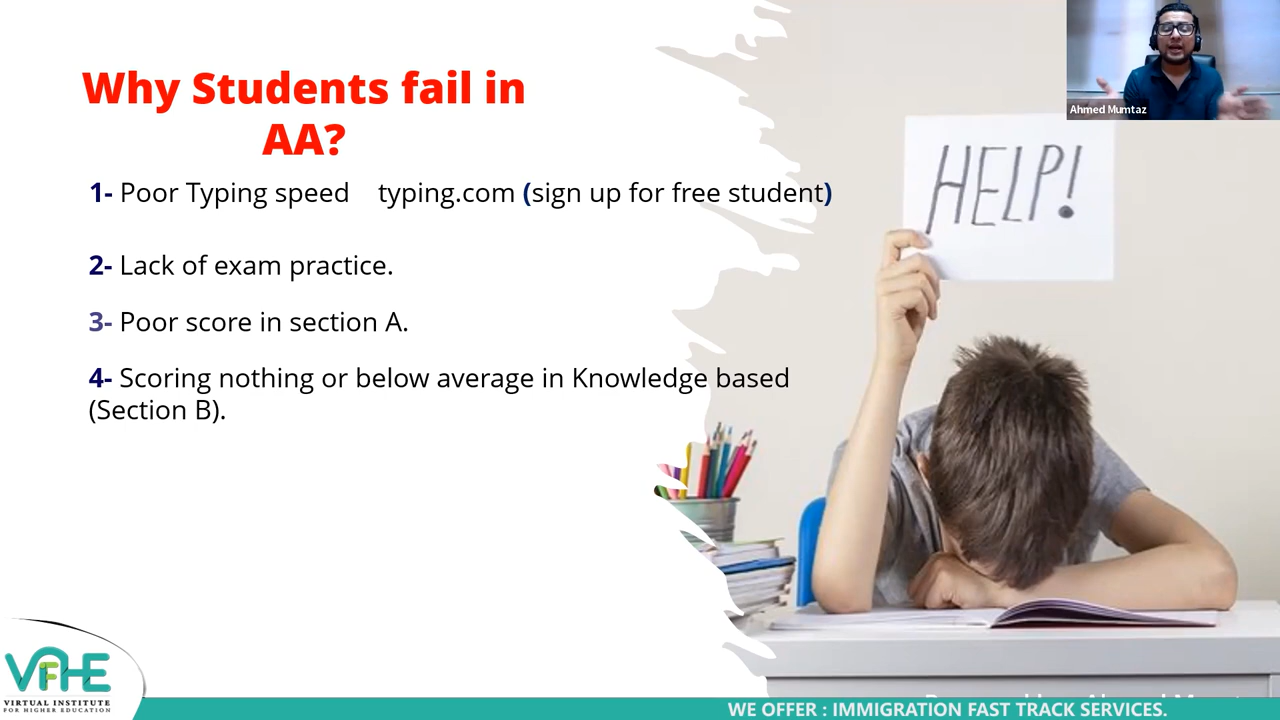 Ahmed Mumtaz
Why Students fail in
AA?
HELP!
1- Poor Typing speed typing.com (sign up for free student)
2- Lack of exam practice.
3- Poor score in section A.
4- Scoring nothing or below average in Knowledge based
(Section B).
VIFHE
VIRTUAL INSTITUTE
FOR HIGHER EDUCATION
WE OFFER : IMMIGRATION FAST TRACK SERVICES.